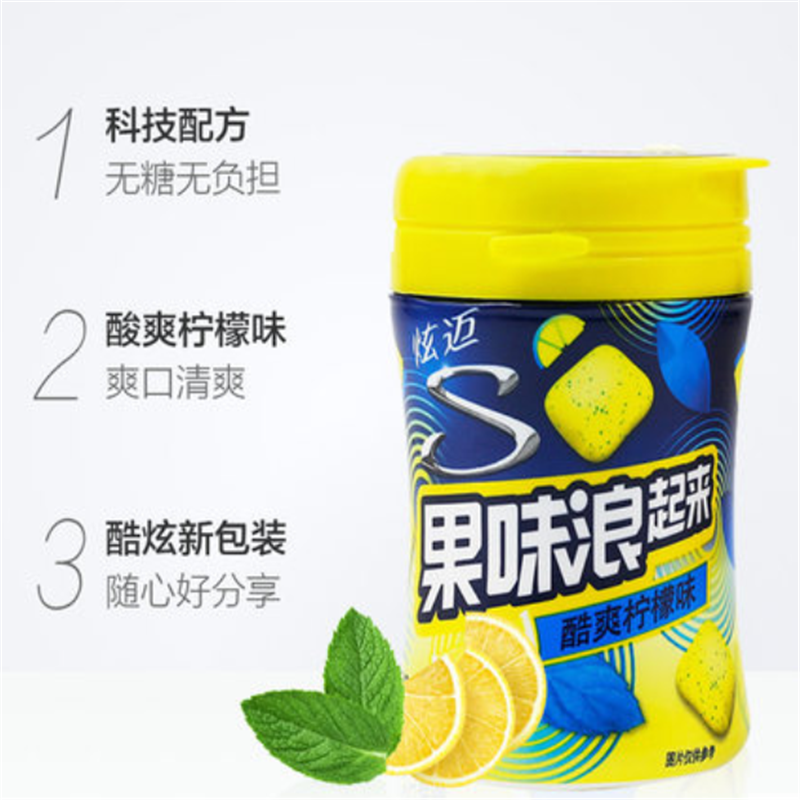 1
科技配方
无糖无负担
2
酸爽柠檬味
爽口清爽
3
酷炫新包装
随心好分享
炫迈
S
果味浪起来
酷爽柠檬味
图片仅供参考